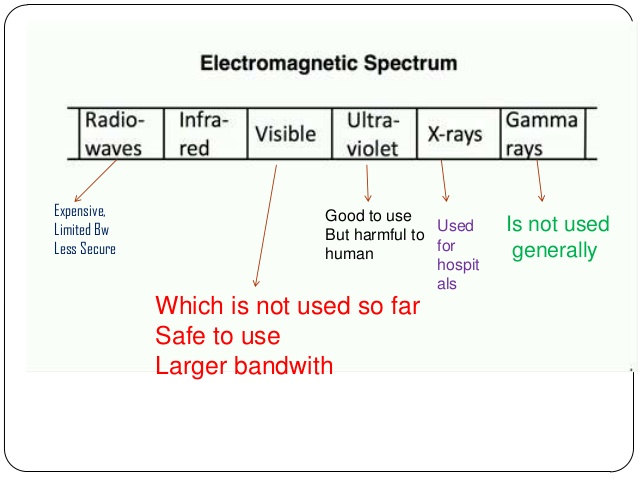 Electromagnetic Spectrum
Radio-
waves
Infra-
red
Visible
Ultra-
violet
X-rays
Gamma
rays
Expensive,
Limited Bw
Less Secure
Which is not used so far
Safe to use
Larger bandwith
Good to use
But harmful to
human
Used
for
hospit
als
Is not used
generally